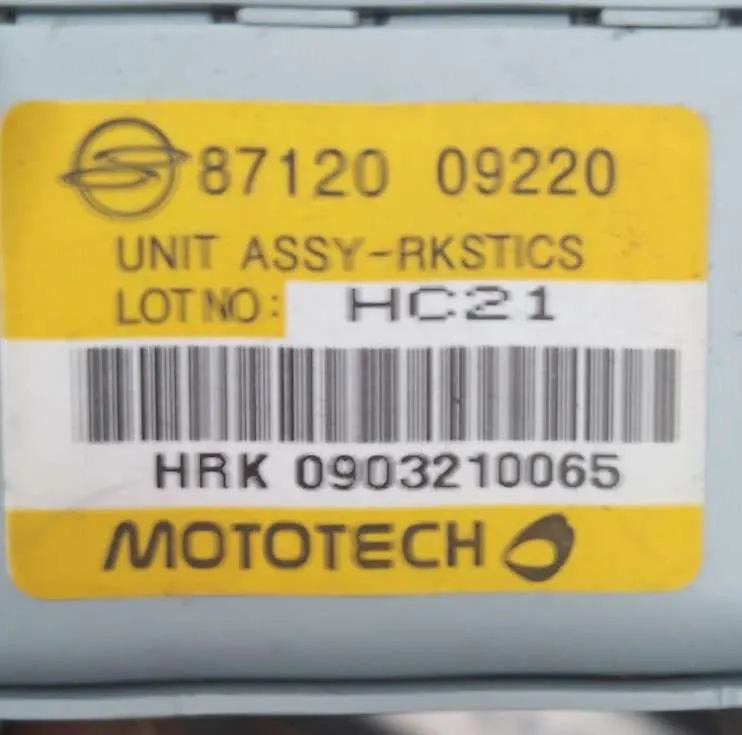 87120 09220
UNIT ASSY-RKSTICS
LOT NO: HC21
HRK 0903210065
MOTOTECH